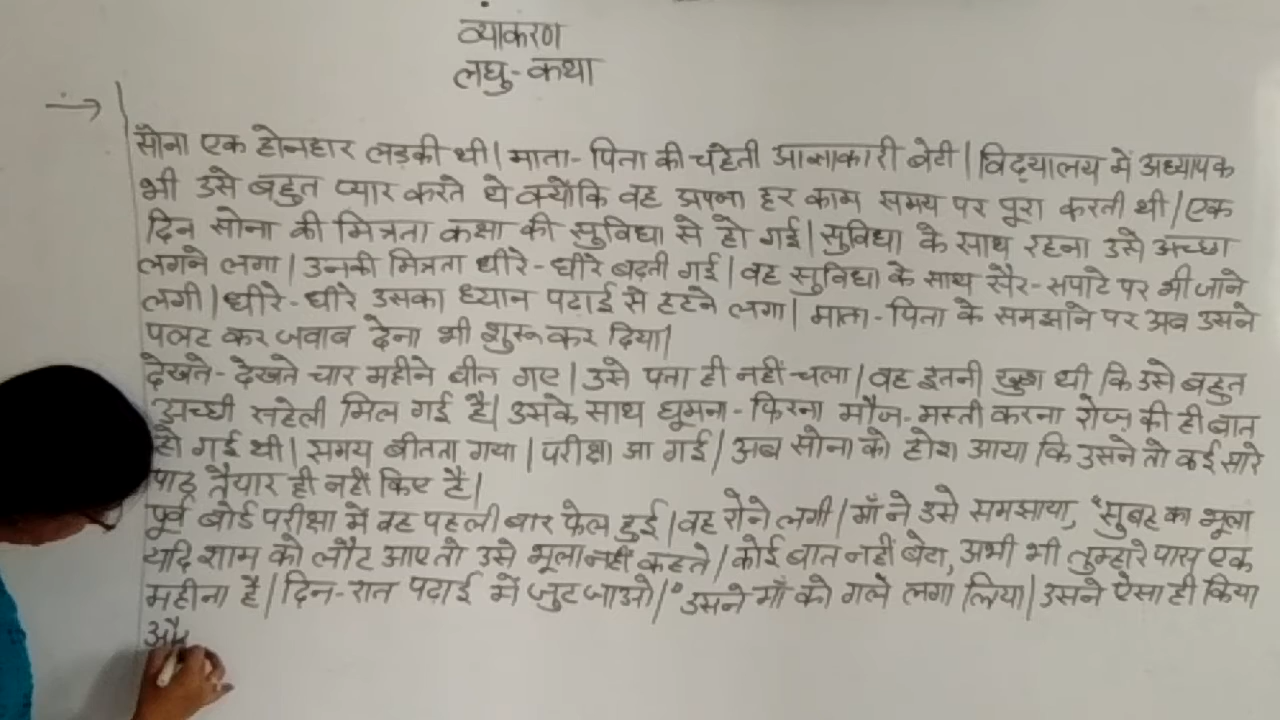 व्याकरण
लघु-कथा
सोना एक होनहार लड़की थी। माता-पिता की चहेती आज्ञाकारी बेटी। विद्यालय में अध्यापक
भी उसे बहुत प्यार करते थे क्योंकि वह अपना हर काम समय पर पूरा करती थी। एक
दिन सोना की मित्रता कक्षा की सुविधा से हो गई। सुविधा के साथ रहना उसे अच्छा
लगने लगा। उनकी मित्रता धीरे-धीरे बढ़ती गई। वह सुविधा के साथ सैर-सपाटे पर भी जाने
लगी। धीरे-धीरे उसका ध्यान पढ़ाई से हटने लगा। माता-पिता के समझाने पर अब उसने
पलट कर जवाब देना भी शुरू कर दिया।
देखते-देखते चार महीने बीत गए। उसे पता ही नहीं चला। वह इतनी खुश थी कि उसे बहुत
अच्छी सहेली मिल गई है। उसके साथ घूमना-फिरना मौज-मस्ती करना रोज़ की ही बात
हो गई थी। समय बीतता गया। परीक्षा आ गई। अब सोना को होश आया कि उसने तो कई सारे
पाठ तैयार ही नहीं किए हैं।
पूर्व बोर्ड परीक्षा में वह पहली बार फेल हुई। वह रोने लगी। माँ ने उसे समझाया, "सुबह का भूला
यदि शाम को लौट आए तो उसे भूला नहीं कहते। कोई बात नहीं बेटा, अभी भी तुम्हारे पास एक
महीना है। दिन-रात पढ़ाई में जुट जाओ।" उसने माँ को गले लगा लिया। उसने ऐसा ही किया